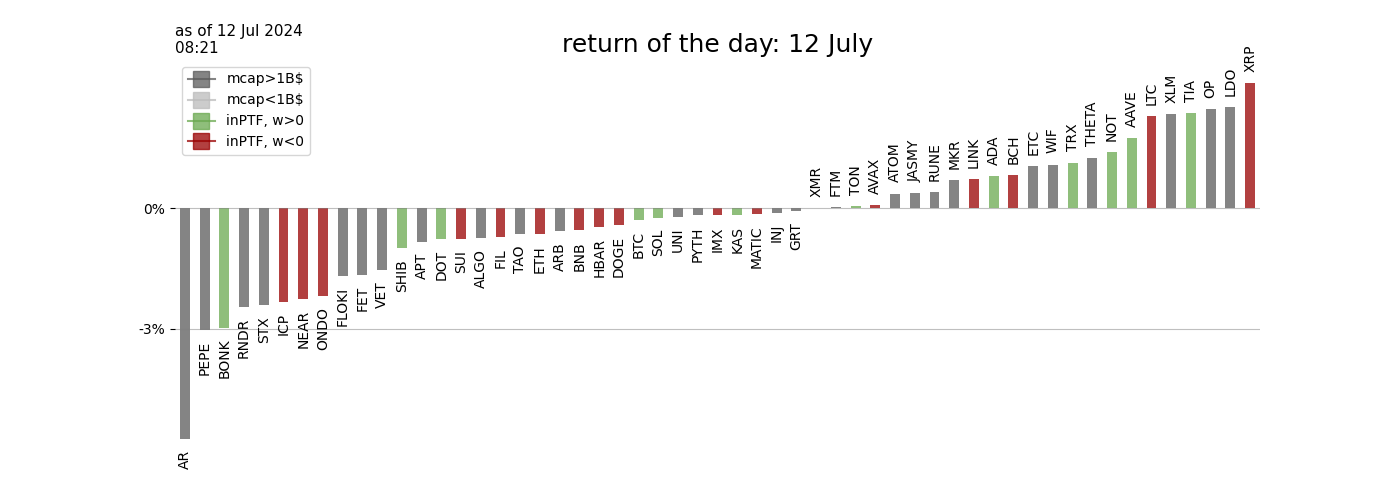 as of 12 Jul 2024
08:21
return of the day: 12 July
mcap>1B$
mcap<1B$
inPTF, w>0
inPTF, w<0
0%
-3%
AR
PEPE
BONK
RNDR
STX
ICP
NEAR
ONDO
FLOKI
FET
VET
SHIB
APT
DOT
SUI
ALGO
FIL
TAO
ETH
ARB
BNB
HBAR
DOGE
BTC
SOL
UNI
PYTH
IMX
KAS
MATIC
INJ
GRT
XMR
FTM
TON
AVAX
ATOM
JASMY
RUNE
MKR
LINK
ADA
BCH
ETC
WIF
TRX
THETA
NOT
AAVE
LTC
XLM
TIA
OP
LDO
XRP